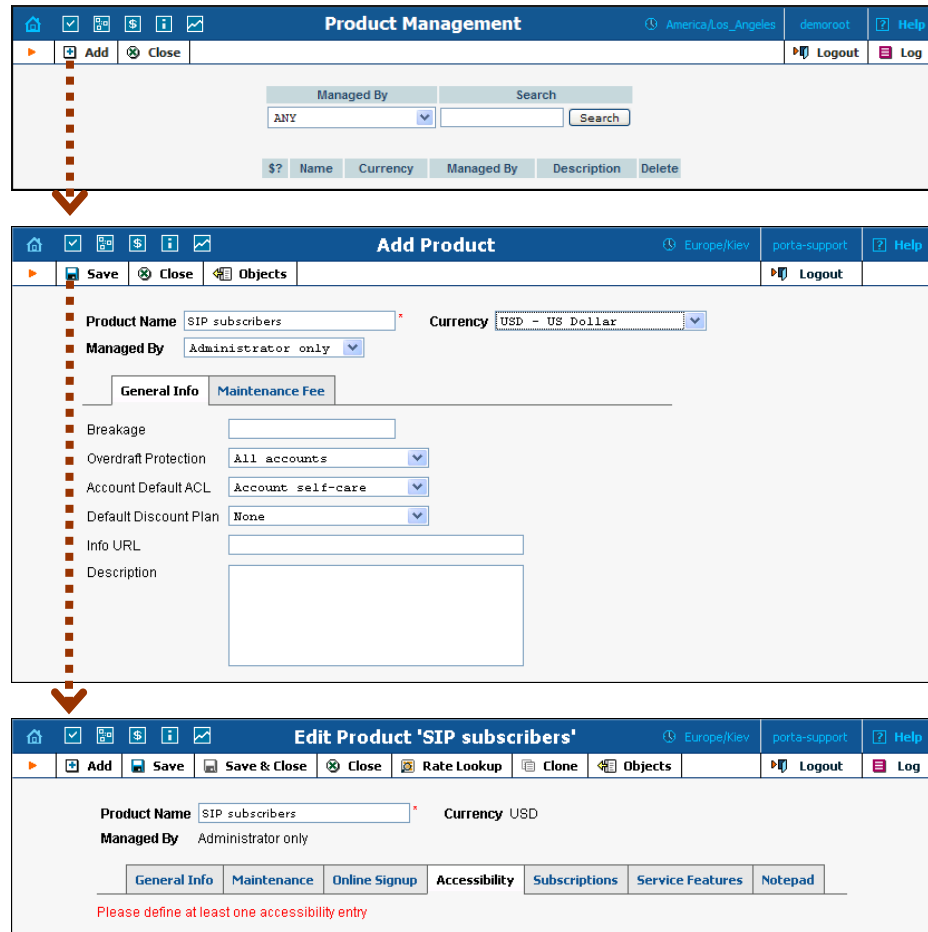 Product Management America/Los_Angeles demoroot ? Help
Add Close Logout Log
Managed By Search
ANY Search
$? Name Currency Managed By Description Delete
Add Product Europe/Kiev porta-support ? Help
Save Close Objects Logout
Product Name SIP subscribers * Currency USD - US Dollar
Managed By Administrator only
General Info Maintenance Fee
Breakage
Overdraft Protection All accounts
Account Default ACL Account self-care
Default Discount Plan None
Info URL
Description
Edit Product 'SIP subscribers' Europe/Kiev porta-support ? Help
Add Save Save & Close Close Rate Lookup Clone Objects Logout Log
Product Name SIP subscribers * Currency USD
Managed By Administrator only
General Info Maintenance Online Signup Accessibility Subscriptions Service Features Notepad
Please define at least one accessibility entry